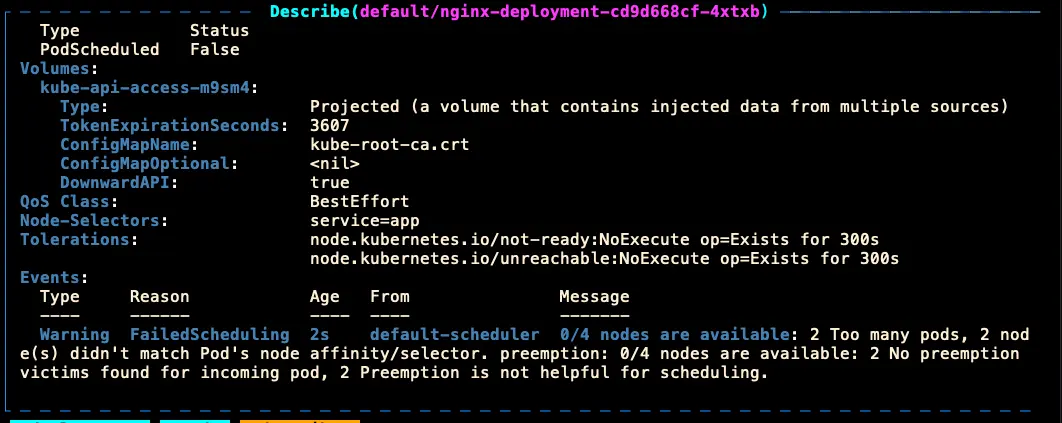 Describe(default/nginx-deployment-cd9d668cf-4xtxb)
Type Status
PodScheduled False
Volumes:
kube-api-access-m9sm4:
Type: Projected (a volume that contains injected data from multiple sources)
TokenExpirationSeconds: 3607
ConfigMapName: kube-root-ca.crt
ConfigMapOptional: <nil>
DownwardAPI: true
QoS Class: BestEffort
Node-Selectors: service=app
Tolerations: node.kubernetes.io/not-ready:NoExecute op=Exists for 300s
node.kubernetes.io/unreachable:NoExecute op=Exists for 300s
Events:
Type Reason Age From Message
---- ------ ---- ---- -------
Warning FailedScheduling 2s default-scheduler 0/4 nodes are available: 2 Too many pods, 2 nod
e(s) didn't match Pod's node affinity/selector. preemption: 0/4 nodes are available: 2 No preemption
victims found for incoming pod, 2 Preemption is not helpful for scheduling.